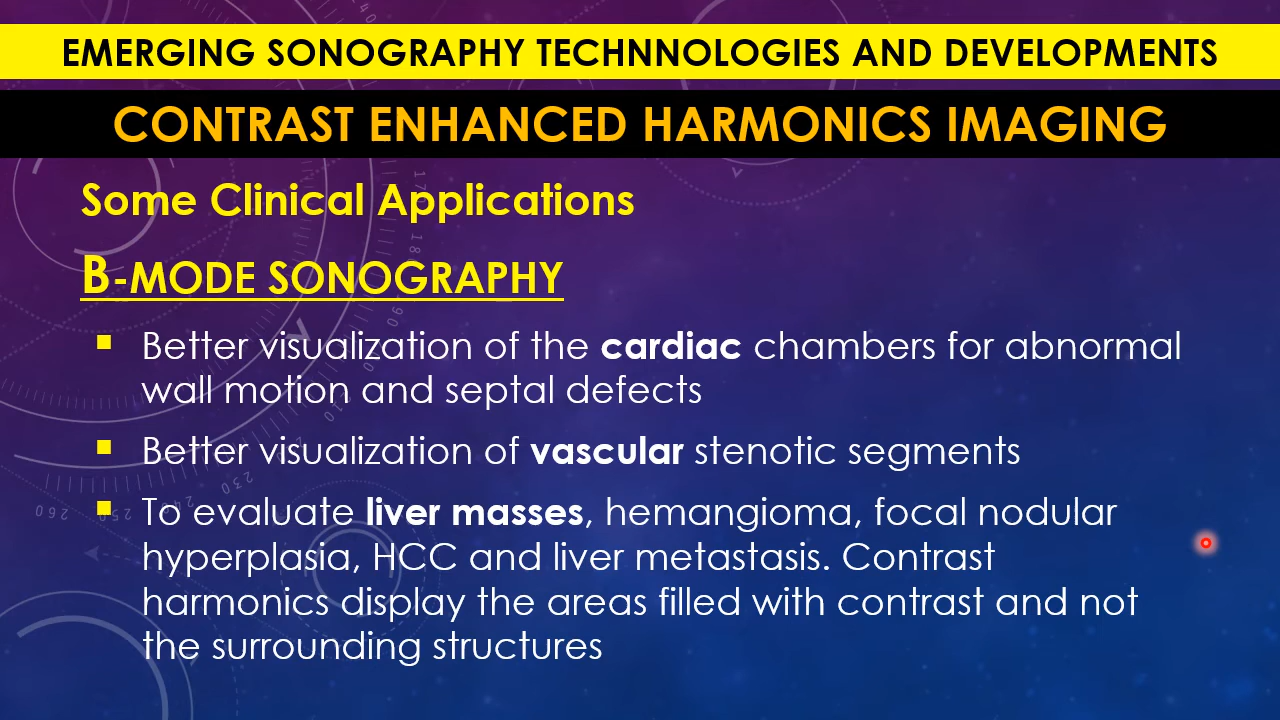 EMERGING SONOGRAPHY TECHNNOLOGIES AND DEVELOPMENTS
CONTRAST ENHANCED HARMONICS IMAGING
Some Clinical Applications
B-MODE SONOGRAPHY
▪ Better visualization of the cardiac chambers for abnormal
wall motion and septal defects
▪ Better visualization of vascular stenotic segments
▪ To evaluate liver masses, hemangioma, focal nodular
hyperplasia, HCC and liver metastasis. Contrast
harmonics display the areas filled with contrast and not
the surrounding structures